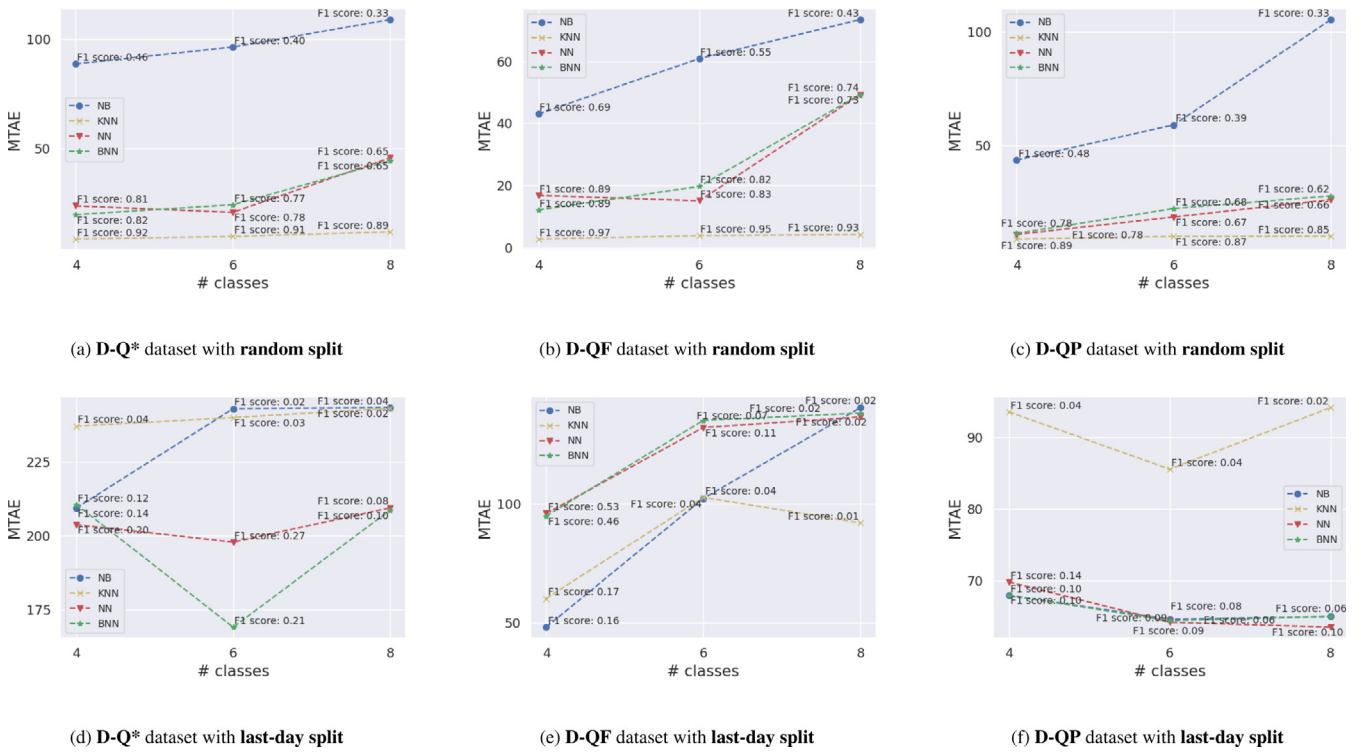 100
50
MTAE
4
6
8
# classes
NB
KNN
NN
BNN
F1 score: 0.46
F1 score: 0.40
F1 score: 0.33
F1 score: 0.81
F1 score: 0.77
F1 score: 0.65
F1 score: 0.65
F1 score: 0.82
F1 score: 0.78
F1 score: 0.92
F1 score: 0.91
F1 score: 0.89
(a) D-Q* dataset with random split
60
40
20
0
MTAE
4
6
8
# classes
NB
KNN
NN
BNN
F1 score: 0.69
F1 score: 0.55
F1 score: 0.43
F1 score: 0.74
F1 score: 0.73
F1 score: 0.89
F1 score: 0.82
F1 score: 0.89
F1 score: 0.83
F1 score: 0.97
F1 score: 0.95
F1 score: 0.93
(b) D-QF dataset with random split
100
50
MTAE
4
6
8
# classes
NB
KNN
NN
BNN
F1 score: 0.48
F1 score: 0.39
F1 score: 0.33
F1 score: 0.78
F1 score: 0.68
F1 score: 0.62
F1 score: 0.78
F1 score: 0.67
F1 score: 0.66
F1 score: 0.89
F1 score: 0.87
F1 score: 0.85
(c) D-QP dataset with random split
225
200
175
MTAE
4
6
8
# classes
NB
KNN
NN
BNN
F1 score: 0.04
F1 score: 0.02
F1 score: 0.04
F1 score: 0.03
F1 score: 0.02
F1 score: 0.12
F1 score: 0.14
F1 score: 0.20
F1 score: 0.27
F1 score: 0.08
F1 score: 0.10
F1 score: 0.21
(d) D-Q* dataset with last-day split
100
50
MTAE
4
6
8
# classes
NB
KNN
NN
BNN
F1 score: 0.02
F1 score: 0.02
F1 score: 0.07
F1 score: 0.02
F1 score: 0.11
F1 score: 0.53
F1 score: 0.46
F1 score: 0.04
F1 score: 0.04
F1 score: 0.01
F1 score: 0.17
F1 score: 0.16
(e) D-QF dataset with last-day split
90
80
70
MTAE
4
6
8
# classes
NB
KNN
NN
BNN
F1 score: 0.04
F1 score: 0.04
F1 score: 0.02
F1 score: 0.14
F1 score: 0.10
F1 score: 0.10
F1 score: 0.08
F1 score: 0.06
F1 score: 0.09
F1 score: 0.06
F1 score: 0.09
F1 score: 0.10
(f) D-QP dataset with last-day split